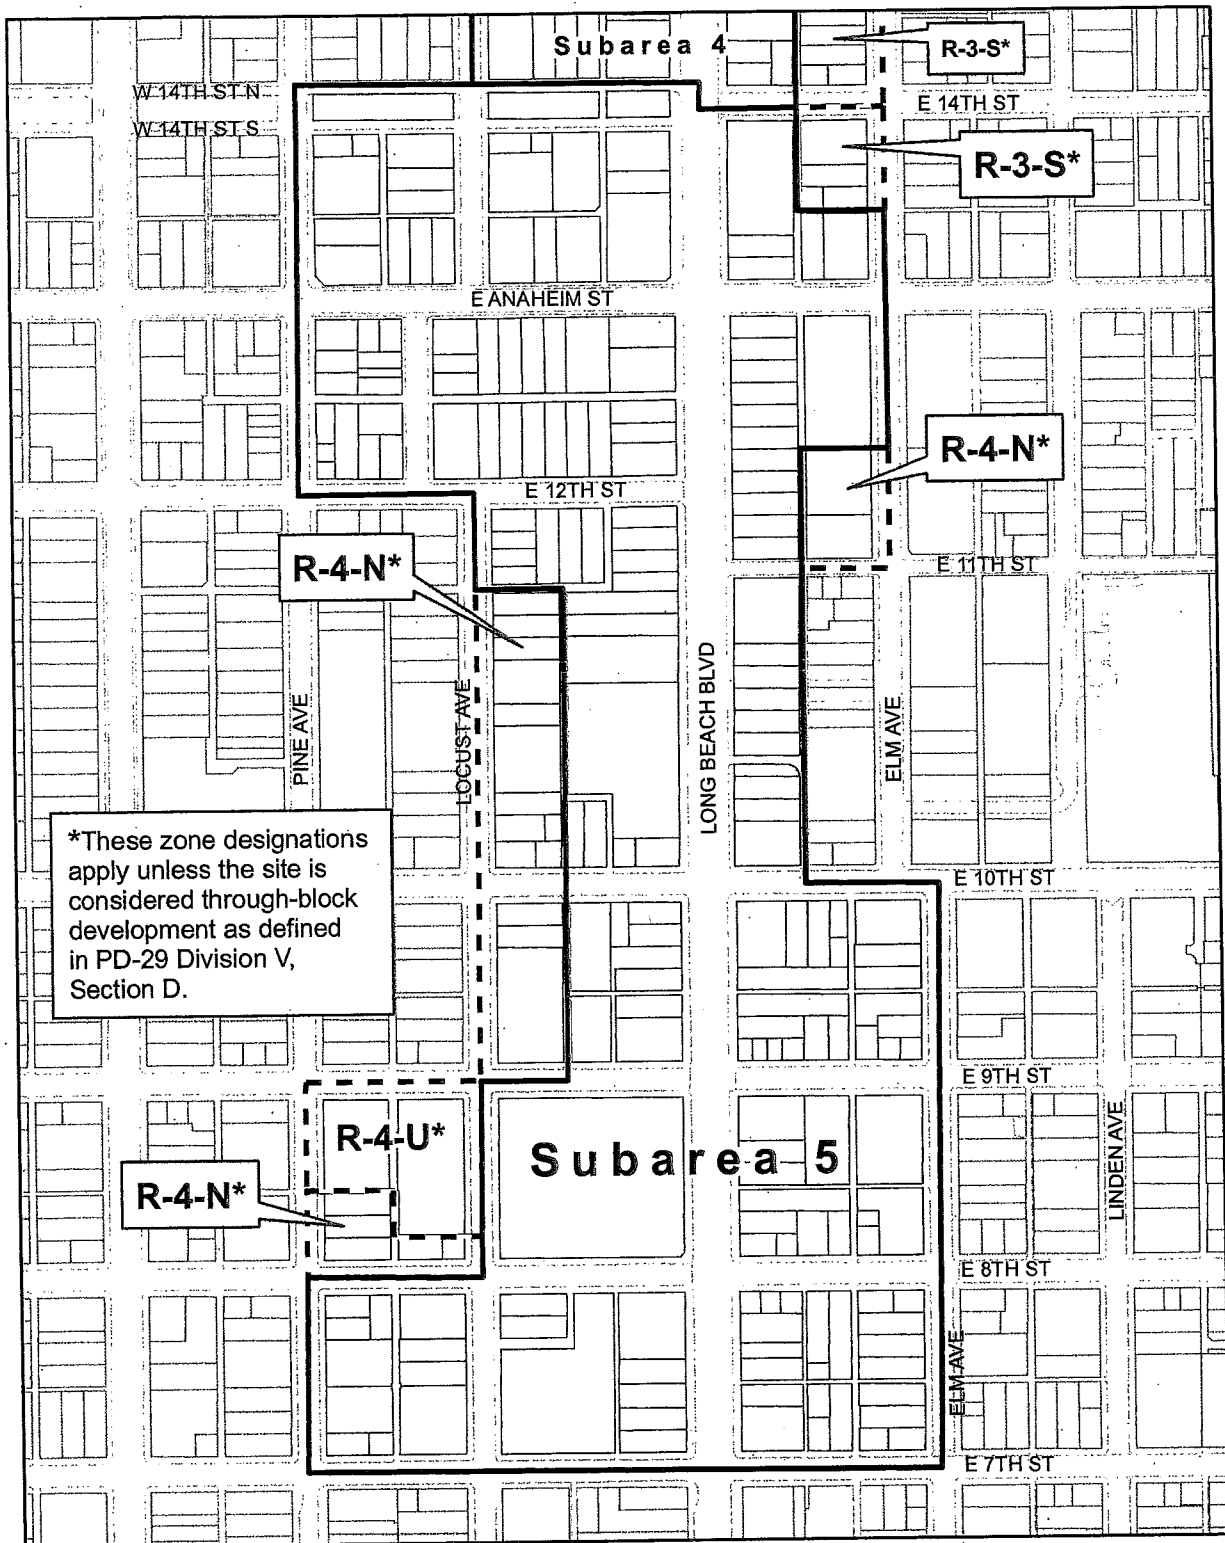 Subarea 4
R-3-S*
W 14TH ST N
E 14TH ST
W 14TH ST S
R-3-S*
E ANAHEIM ST
R-4-N*
E 12TH ST
R-4-N*
E 11TH ST
PINE AVE
LOCUST AVE
LONG BEACH BLVD
ELM AVE
*These zone designations
apply unless the site is
considered through-block
development as defined
in PD-29 Division V,
Section D.
E 10TH ST
E 9TH ST
R-4-U*
Subarea 5
LINDEN AVE
R-4-N*
E 8TH ST
ELM AVE
E 7TH ST